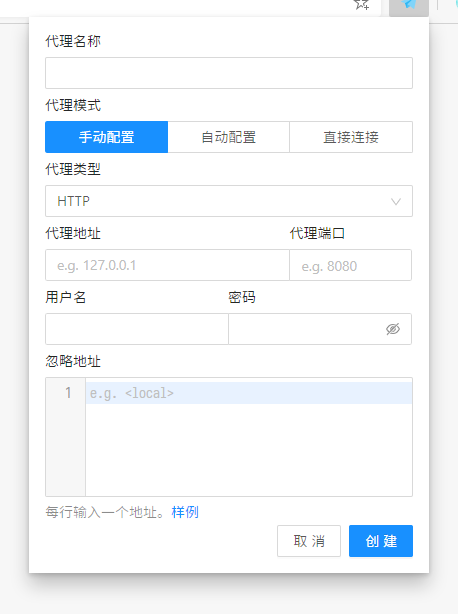 代理名称
代理模式
手动配置 自动配置 直接连接
代理类型
HTTP
代理地址 代理端口
e.g. 127.0.0.1 e.g. 8080
用户名 密码
忽略地址
1 e.g. <local>
每行输入一个地址。样例
取 消 创 建